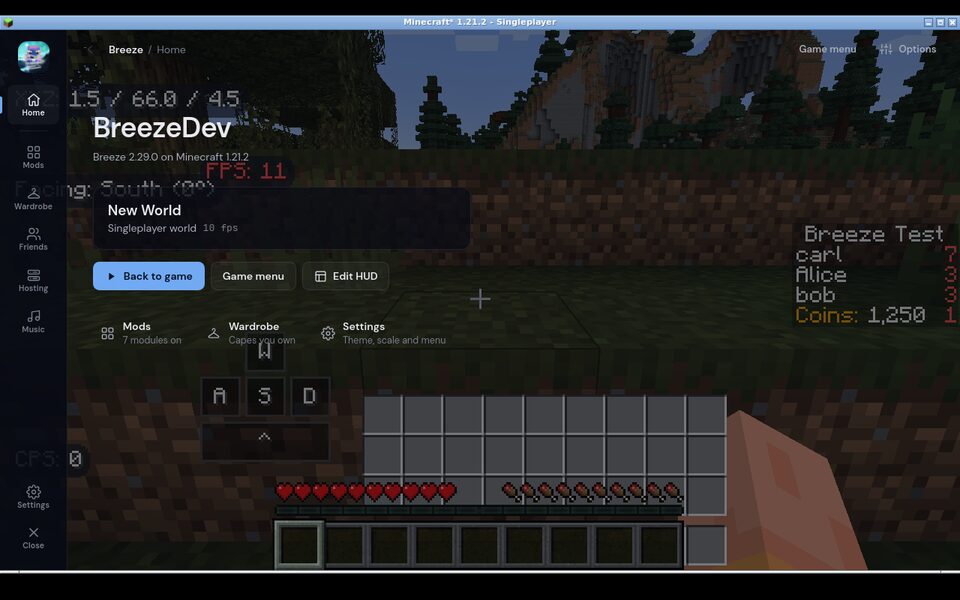 Minecraft* 1.21.2 - Singleplayer
Breeze / Home
Game menu
Options
1.5 / 66.0 / 4.5
Home
BreezeDev
Breeze 2.29.0 on Minecraft 1.21.2
FPS: 11
Mods
Facing: South (0°)
Wardrobe
New World
Singleplayer world 10 fps
Friends
Breeze Test
carl 7
Alice 3
bob 3
Coins: 1,250 1
Back to game
Game menu
Edit HUD
Hosting
Music
Mods
7 modules on
Wardrobe
Capes you own
Settings
Theme, scale and menu
W
A
S
D
^
CPS: 0
Settings
Close